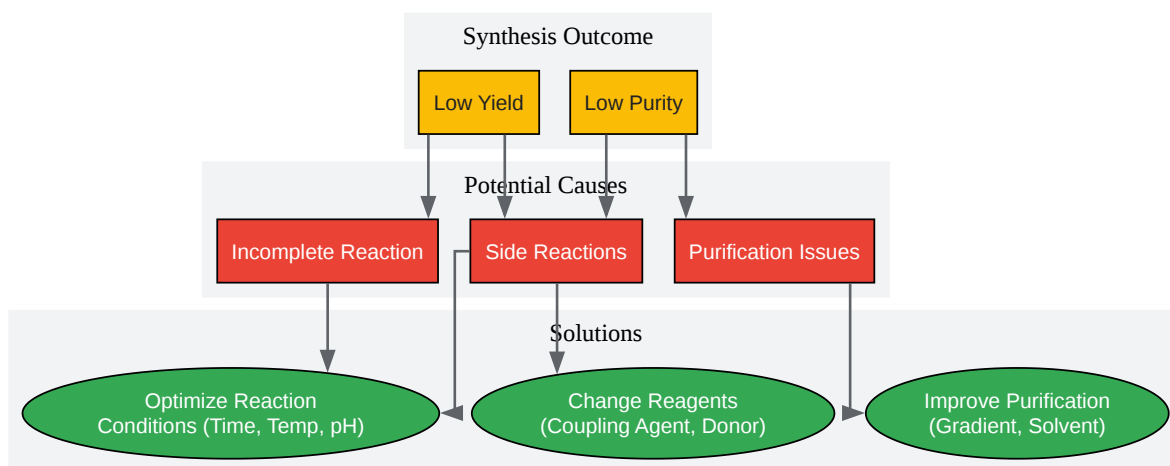 Synthesis Outcome
Low Yield
Low Purity
Potential Causes
Incomplete Reaction
Side Reactions
Purification Issues
Solutions
Optimize Reaction
Conditions (Time, Temp, pH)
Change Reagents
(Coupling Agent, Donor)
Improve Purification
(Gradient, Solvent)